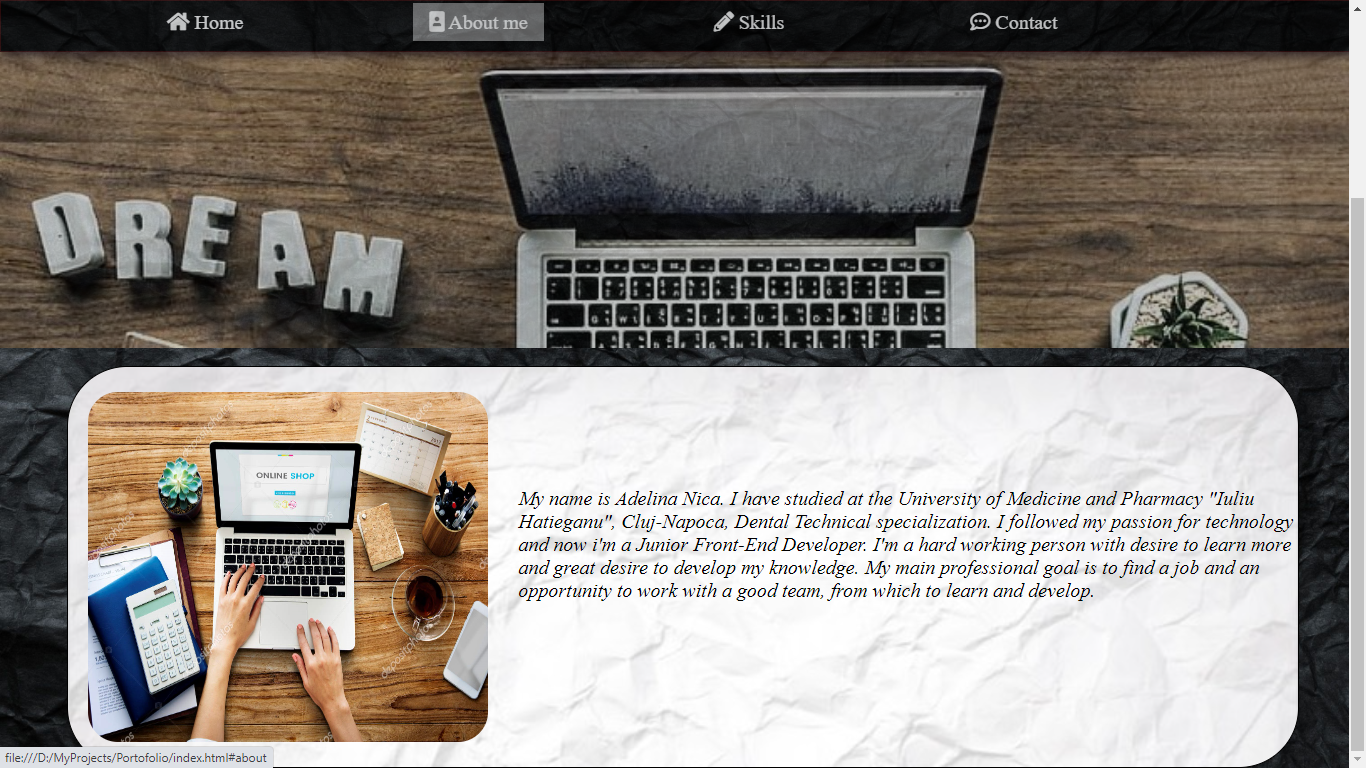 Home
About me
Skills
Contact
DREAM
ONLINE SHOP
My name is Adelina Nica. I have studied at the University of Medicine and Pharmacy "Iuliu
Hatieganu", Cluj-Napoca, Dental Technical specialization. I followed my passion for technology
and now i'm a Junior Front-End Developer. I'm a hard working person with desire to learn more
and great desire to develop my knowledge. My main professional goal is to find a job and an
opportunity to work with a good team, from which to learn and develop.
depositphotos
file:///D:/MyProjects/Portofolio/index.html#about